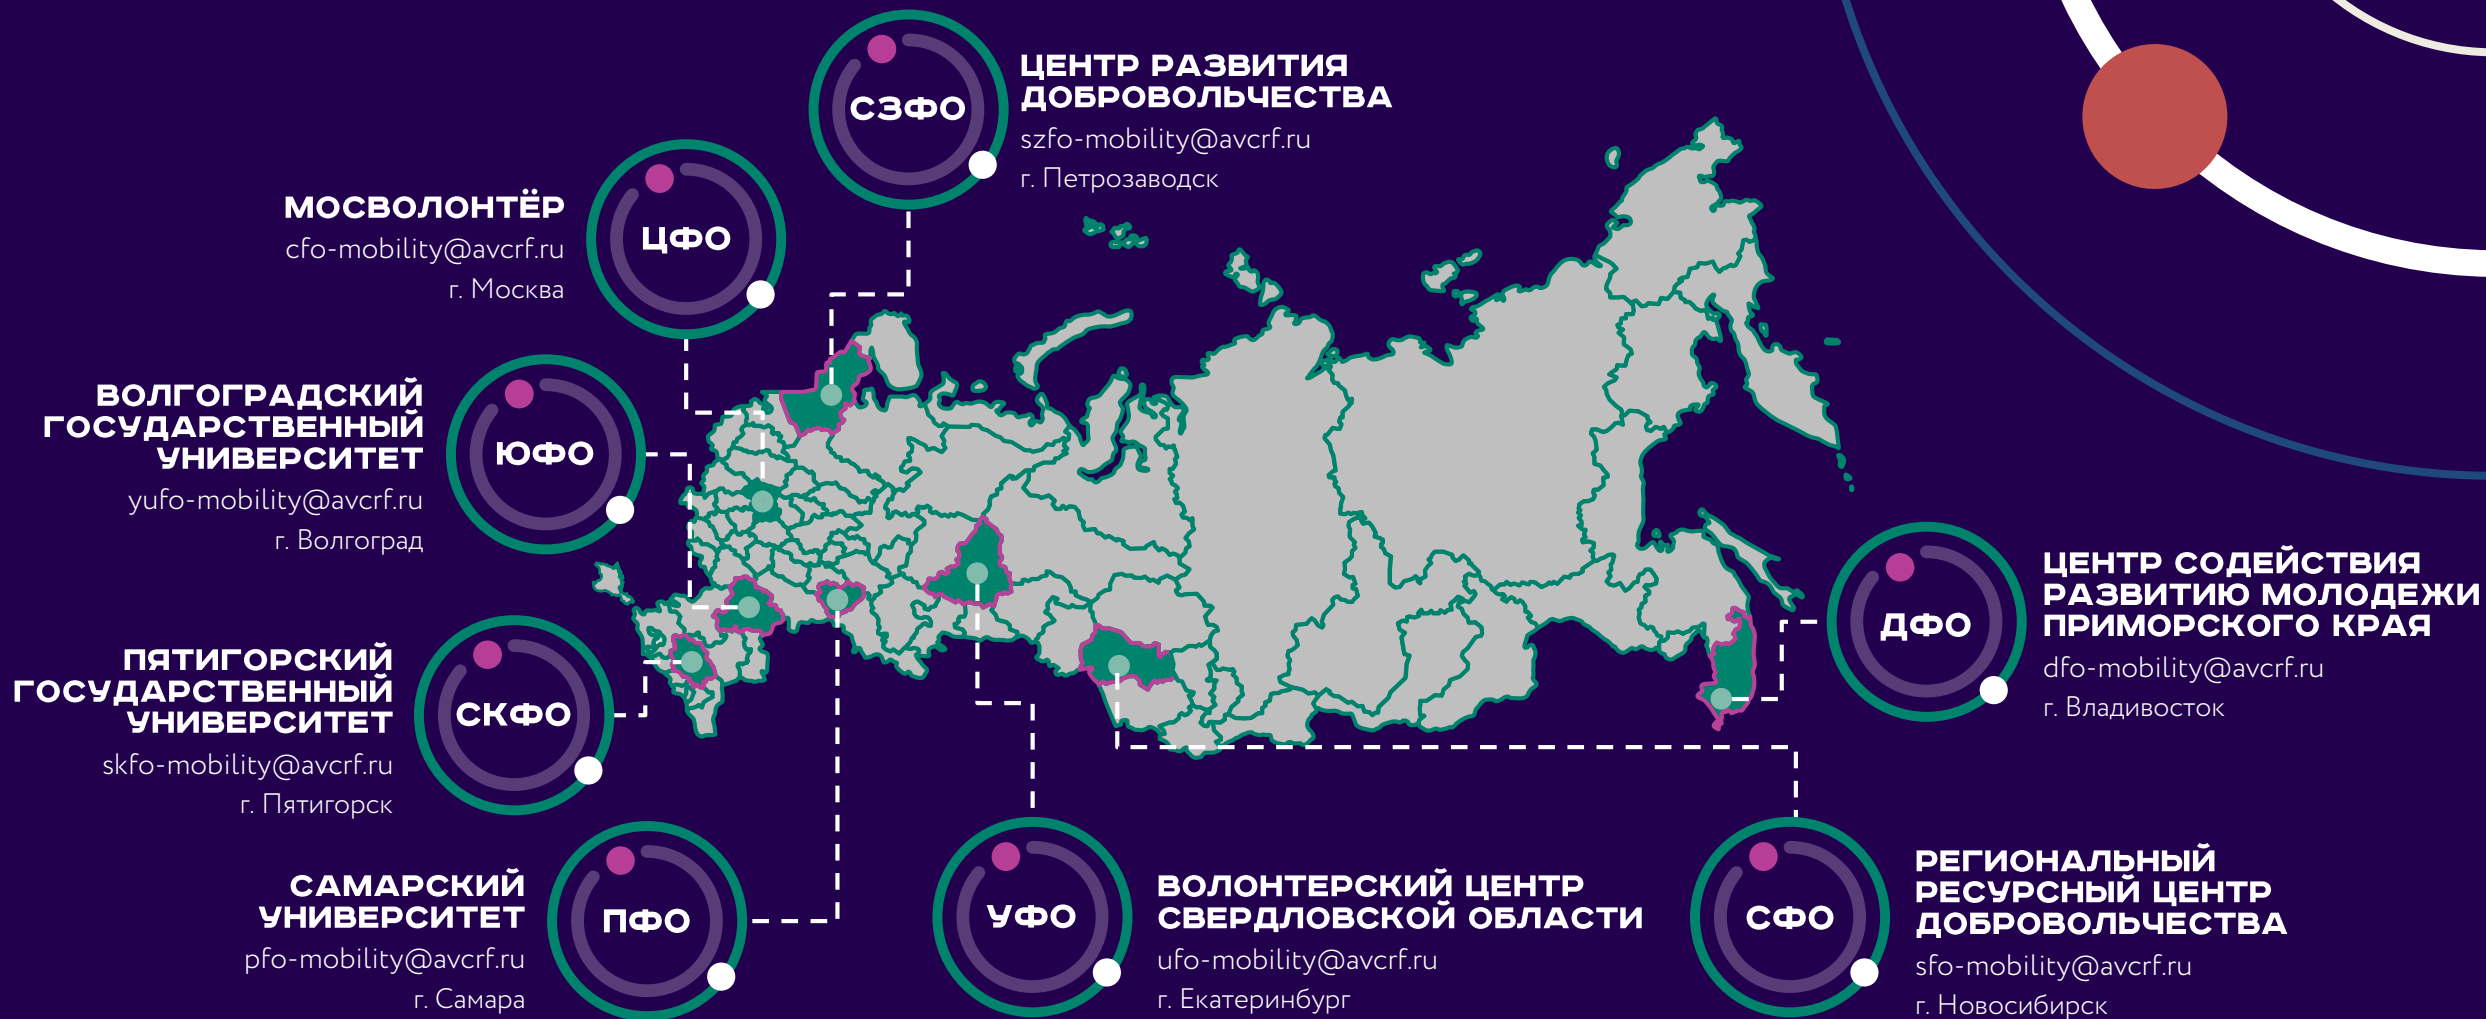 СЗФО
ЦЕНТР РАЗВИТИЯ
ДОБРОВОЛЬЧЕСТВА
szfo-mobility@avcrf.ru
г. Петрозаводск
МОСВОЛОНТЁР
cfo-mobility@avcrf.ru
г. Москва
ЦФО
ВОЛГОГРАДСКИЙ
ГОСУДАРСТВЕННЫЙ
УНИВЕРСИТЕТ
yufo-mobility@avcrf.ru
г. Волгоград
ЮФО
ПЯТИГОРСКИЙ
ГОСУДАРСТВЕННЫЙ
УНИВЕРСИТЕТ
skfo-mobility@avcrf.ru
г. Пятигорск
СКФО
ДФО
ЦЕНТР СОДЕЙСТВИЯ
РАЗВИТИЮ МОЛОДЕЖИ
ПРИМОРСКОГО КРАЯ
dfo-mobility@avcrf.ru
г. Владивосток
САМАРСКИЙ
УНИВЕРСИТЕТ
pfo-mobility@avcrf.ru
г. Самара
ПФО
УФО
ВОЛОНТЕРСКИЙ ЦЕНТР
СВЕРДЛОВСКОЙ ОБЛАСТИ
ufo-mobility@avcrf.ru
г. Екатеринбург
СФО
РЕГИОНАЛЬНЫЙ
РЕСУРСНЫЙ ЦЕНТР
ДОБРОВОЛЬЧЕСТВА
sfo-mobility@avcrf.ru
г. Новосибирск